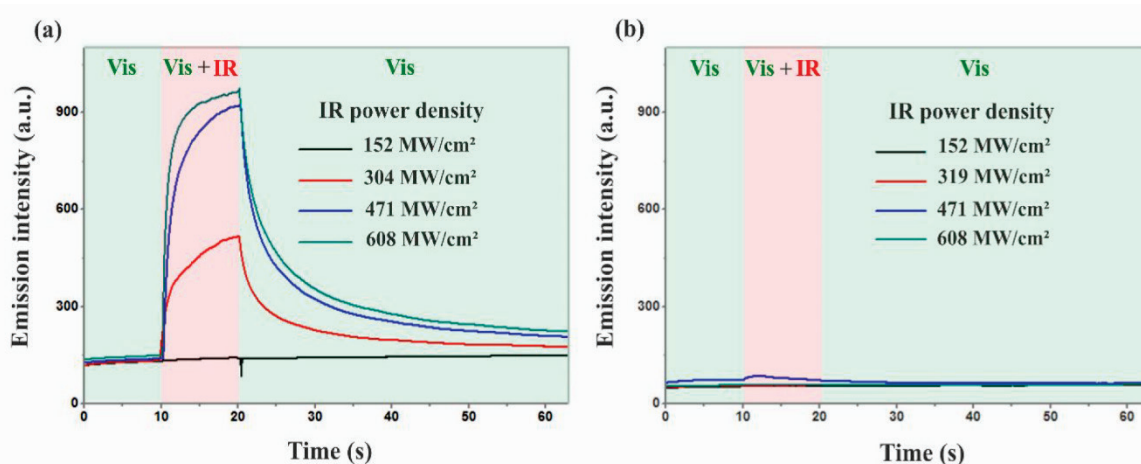 (a)
Vis
Vis + IR
Vis
IR power density
152 MW/cm²
304 MW/cm²
471 MW/cm²
608 MW/cm²
Emission intensity (a.u.)
900
600
300
0
0
10
20
30
40
50
60
Time (s)
(b)
Vis
Vis + IR
Vis
IR power density
152 MW/cm²
319 MW/cm²
471 MW/cm²
608 MW/cm²
Emission intensity (a.u.)
900
600
300
0
0
10
20
30
40
50
60
Time (s)